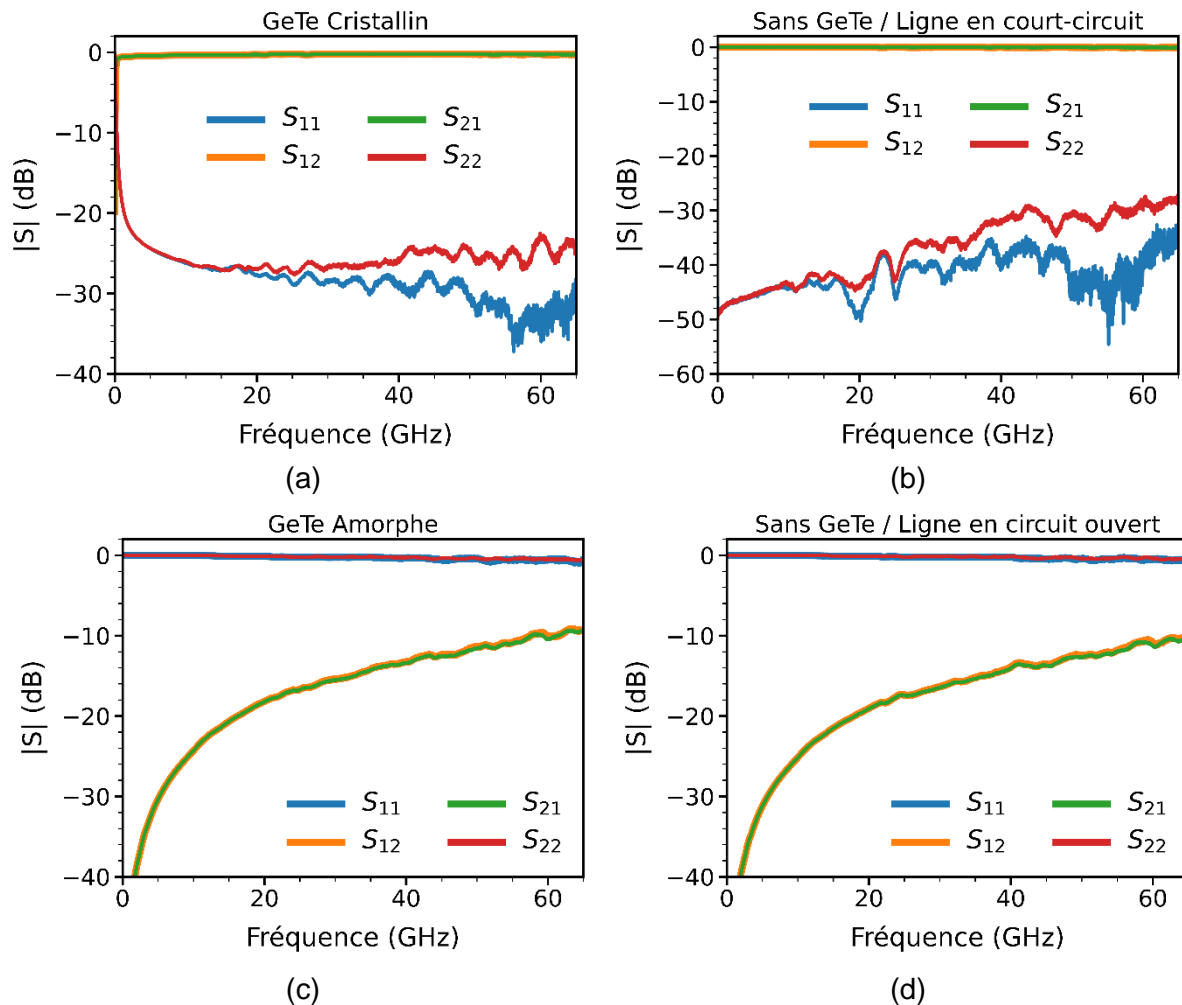 GeTe Cristallin
0
−10
−20
−30
−40
|S| (dB)
S11
S21
S12
S22
0
20
40
60
Fréquence (GHz)
(a)
Sans GeTe / Ligne en court-circuit
0
−10
−20
−30
−40
−50
−60
|S| (dB)
S11
S21
S12
S22
20
40
60
Fréquence (GHz)
(b)
GeTe Amorphe
0
−10
−20
−30
−40
|S| (dB)
S11
S21
S12
S22
0
20
40
60
Fréquence (GHz)
(c)
Sans GeTe / Ligne en circuit ouvert
0
−10
−20
−30
−40
|S| (dB)
S11
S21
S12
S22
0
20
40
60
Fréquence (GHz)
(d)